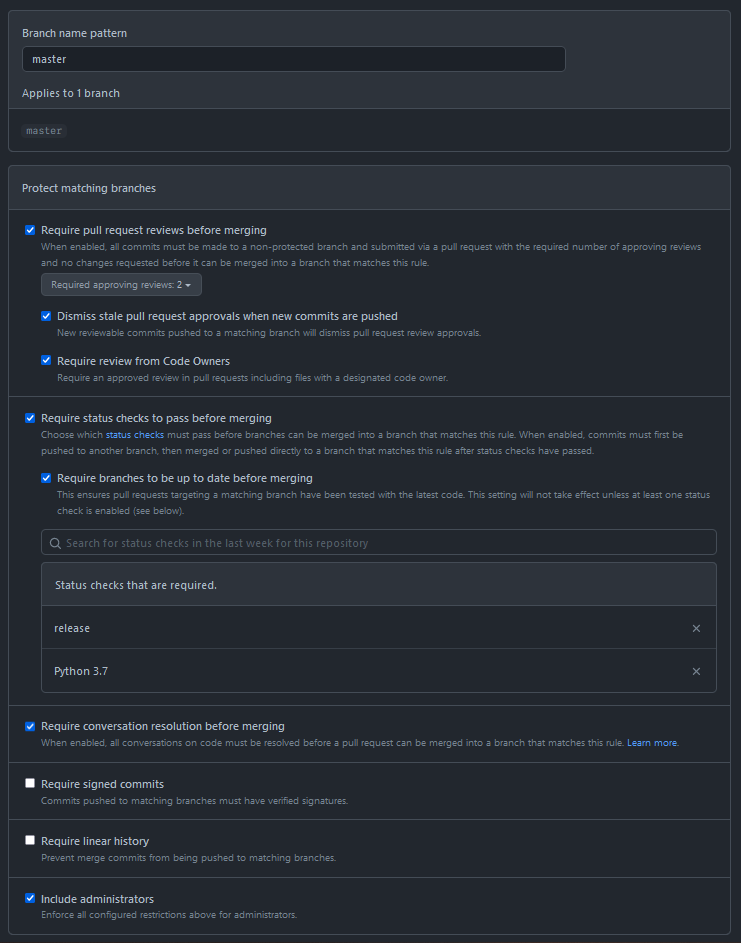 Branch name pattern
master
Applies to 1 branch
master
Protect matching branches
Require pull request reviews before merging
When enabled, all commits must be made to a non-protected branch and submitted via a pull request with the required number of approving reviews
and no changes requested before it can be merged into a branch that matches this rule.
Required approving reviews: 2
Dismiss stale pull request approvals when new commits are pushed
New reviewable commits pushed to a matching branch will dismiss pull request review approvals.
Require review from Code Owners
Require an approved review in pull requests including files with a designated code owner.
Require status checks to pass before merging
Choose which status checks must pass before branches can be merged into a branch that matches this rule. When enabled, commits must first be
pushed to another branch, then merged or pushed directly to a branch that matches this rule after status checks have passed.
Require branches to be up to date before merging
This ensures pull requests targeting a matching branch have been tested with the latest code. This setting will not take effect unless at least one status
check is enabled (see below).
Search for status checks in the last week for this repository
Status checks that are required.
release
Python 3.7
Require conversation resolution before merging
When enabled, all conversations on code must be resolved before a pull request can be merged into a branch that matches this rule. Learn more.
Require signed commits
Commits pushed to matching branches must have verified signatures.
Require linear history
Prevent merge commits from being pushed to matching branches.
Include administrators
Enforce all configured restrictions above for administrators.